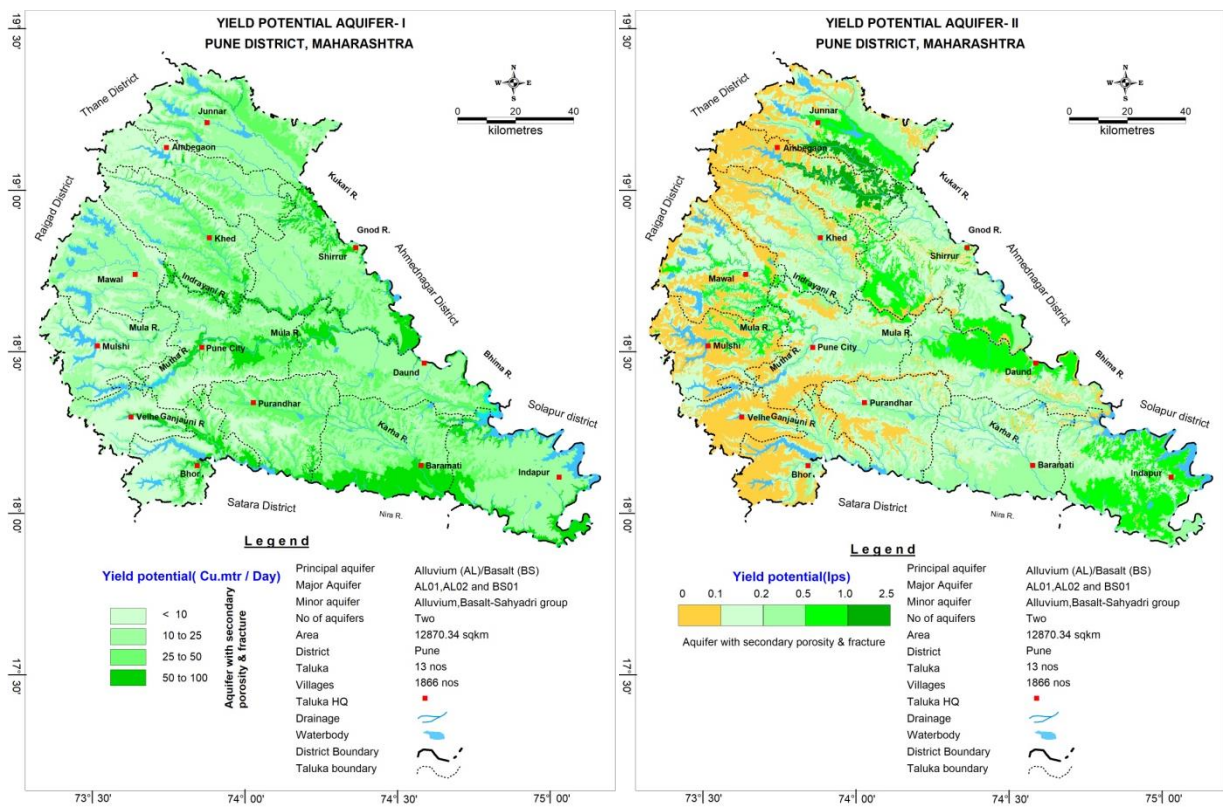 YIELD POTENTIAL AQUIFER- I
PUNE DISTRICT, MAHARASHTRA
19° 30'
19° 00'
18° 30'
18° 00'
17° 30'
N
W E
S
0 20 40
kilometres
Thane District
Raigad District
Junnar
Ambegaon
Kukari R.
Khed
Gnod R.
Shirrur
Ahmednagar District
Mawal
Indrayani R.
Mula R.
Mula R.
Mulshi
Pune City
Mutha R.
Daund
Bhima R.
Purandhar
Velhe
Ganjauni R
Karha R.
Solapur district
Bhor
Baramati
Indapur
Satara District
Nira R.
Legend
Yield potential( Cu.mtr / Day)
< 10
10 to 25
25 to 50
50 to 100
Aquifer with secondary
porosity & fracture
Principal aquifer Alluvium (AL)/Basalt (BS)
Major Aquifer AL01,AL02 and BS01
Minor aquifer Alluvium,Basalt-Sahyadri group
No of aquifers Two
Area 12870.34 sqkm
District Pune
Taluka 13 nos
Villages 1866 nos
Taluka HQ
Drainage
Waterbody
District Boundary
Taluka boundary
73° 30' 74° 00' 74° 30' 75° 00'
YIELD POTENTIAL AQUIFER- II
PUNE DISTRICT, MAHARASHTRA
19° 30'
19° 00'
18° 30'
18° 00'
17° 30'
N
W E
S
0 20 40
kilometres
Thane District
Raigad District
Junnar
Ambegaon
Kukari R.
Khed
Gnod R.
Shirrur
Ahmednagar District
Mawal
Indrayani R.
Mula R.
Mula R.
Mulshi
Pune City
Mutha R.
Daund
Bhima R.
Purandhar
Velhe
Ganjauni R
Karha R.
Solapur district
Bhor
Baramati
Indapur
Satara District
Nira R.
Legend
Yield potential(lps)
0 0.1 0.2 0.5 1.0 2.5
Aquifer with secondary porosity & fracture
Principal aquifer Alluvium (AL)/Basalt (BS)
Major Aquifer AL01,AL02 and BS01
Minor aquifer Alluvium,Basalt-Sahyadri group
No of aquifers Two
Area 12870.34 sqkm
District Pune
Taluka 13 nos
Villages 1866 nos
Taluka HQ
Drainage
Waterbody
District Boundary
Taluka boundary
73° 30' 74° 00' 74° 30' 75° 00'